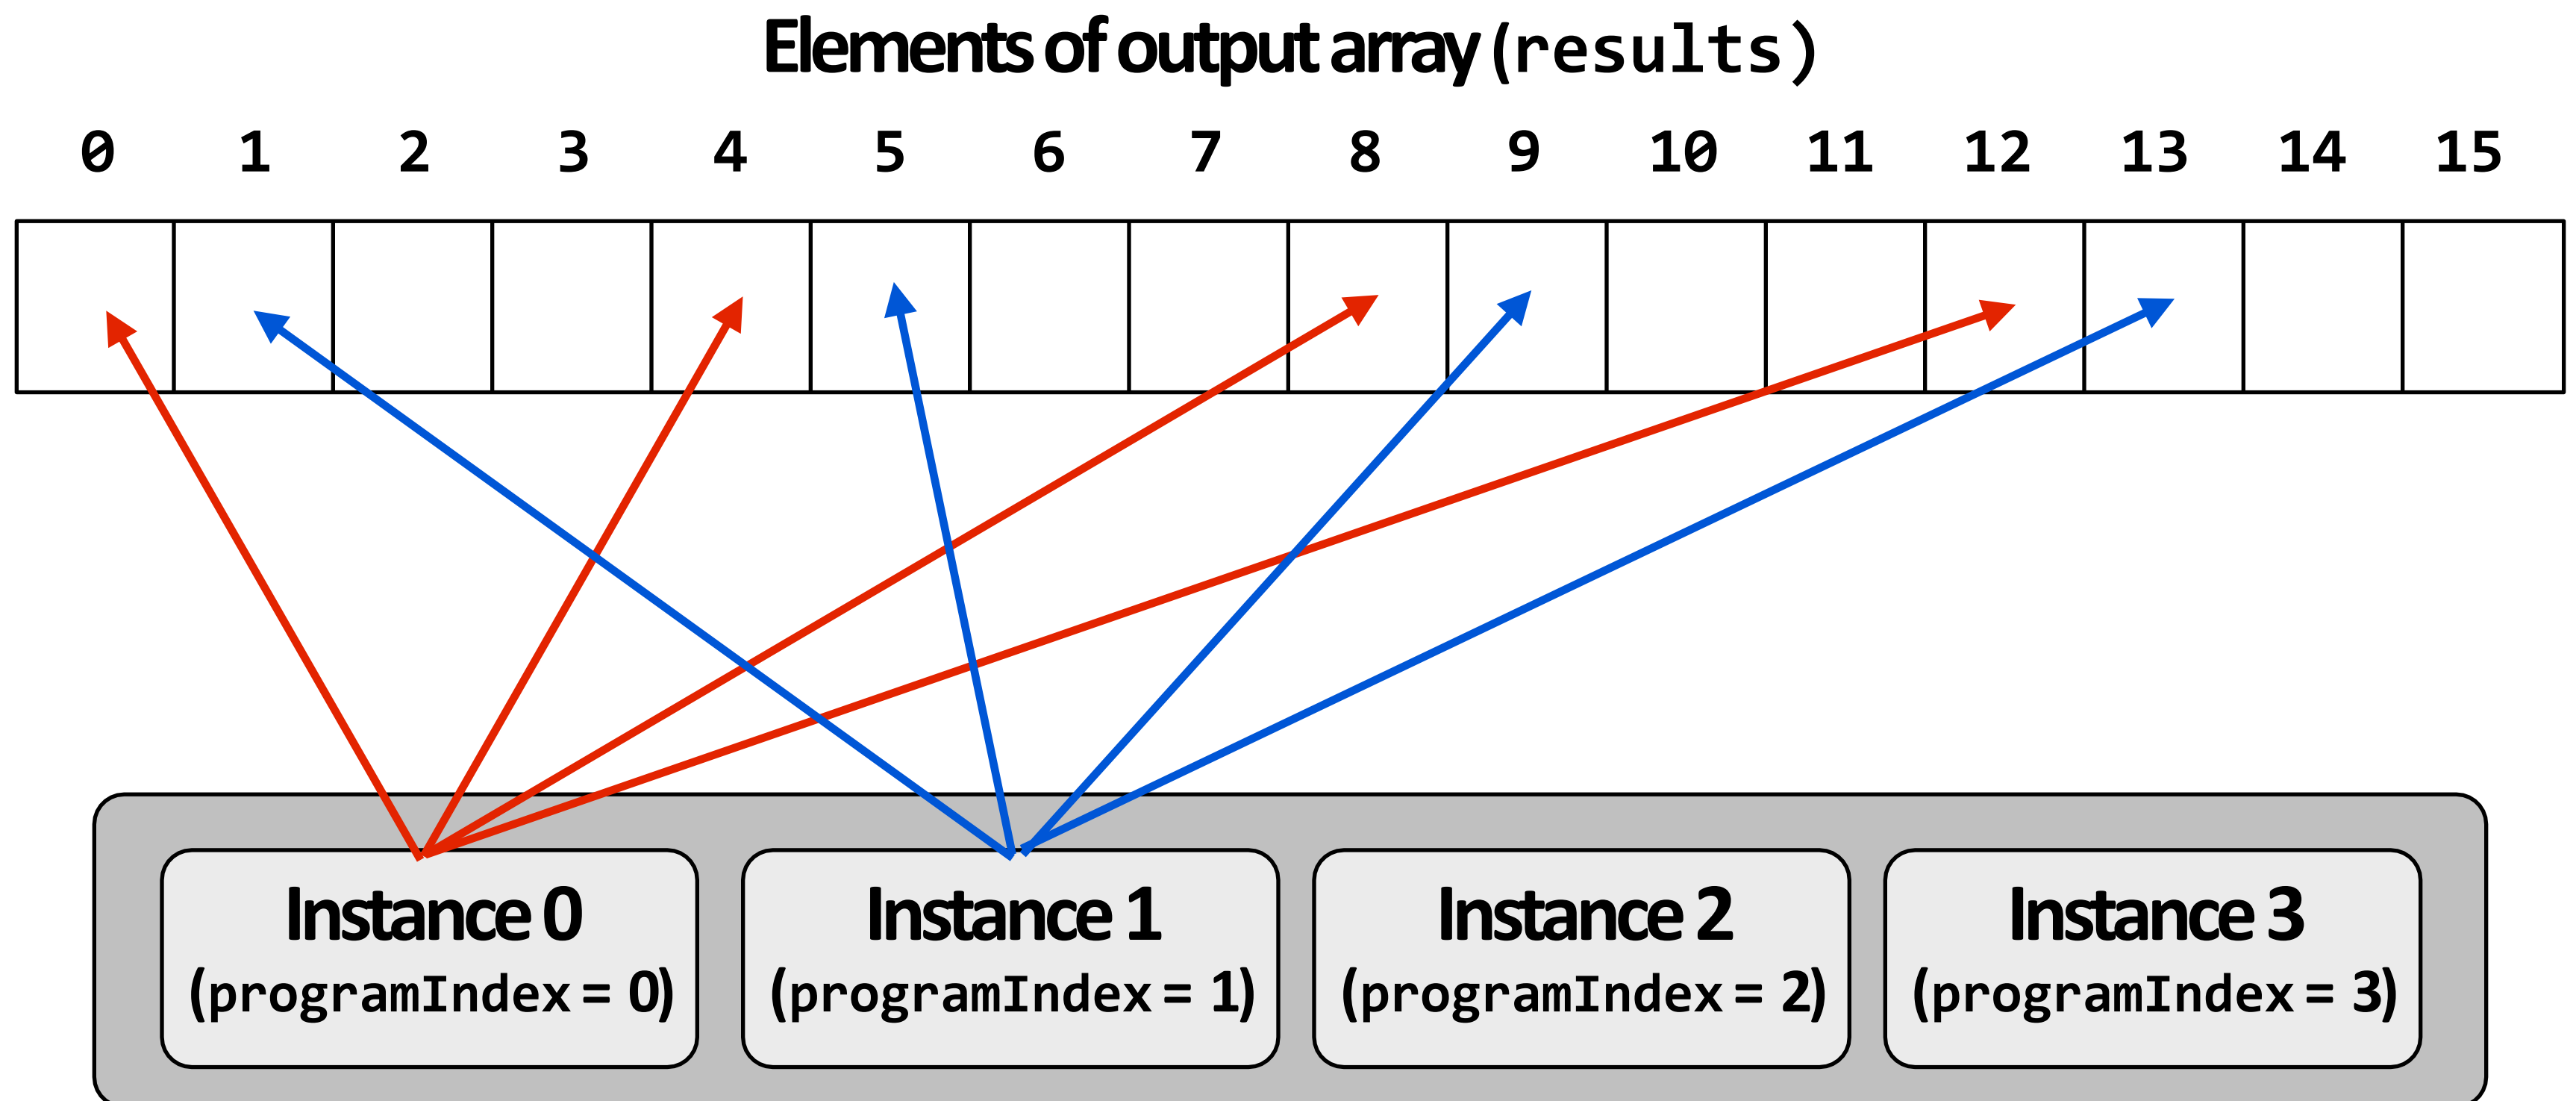 Elements of output array (results)
0 1 2 3 4 5 6 7 8 9 10 11 12 13 14 15
Instance 0 Instance 1 Instance 2 Instance 3
(programIndex = 0) (programIndex = 1) (programIndex = 2) (programIndex = 3)